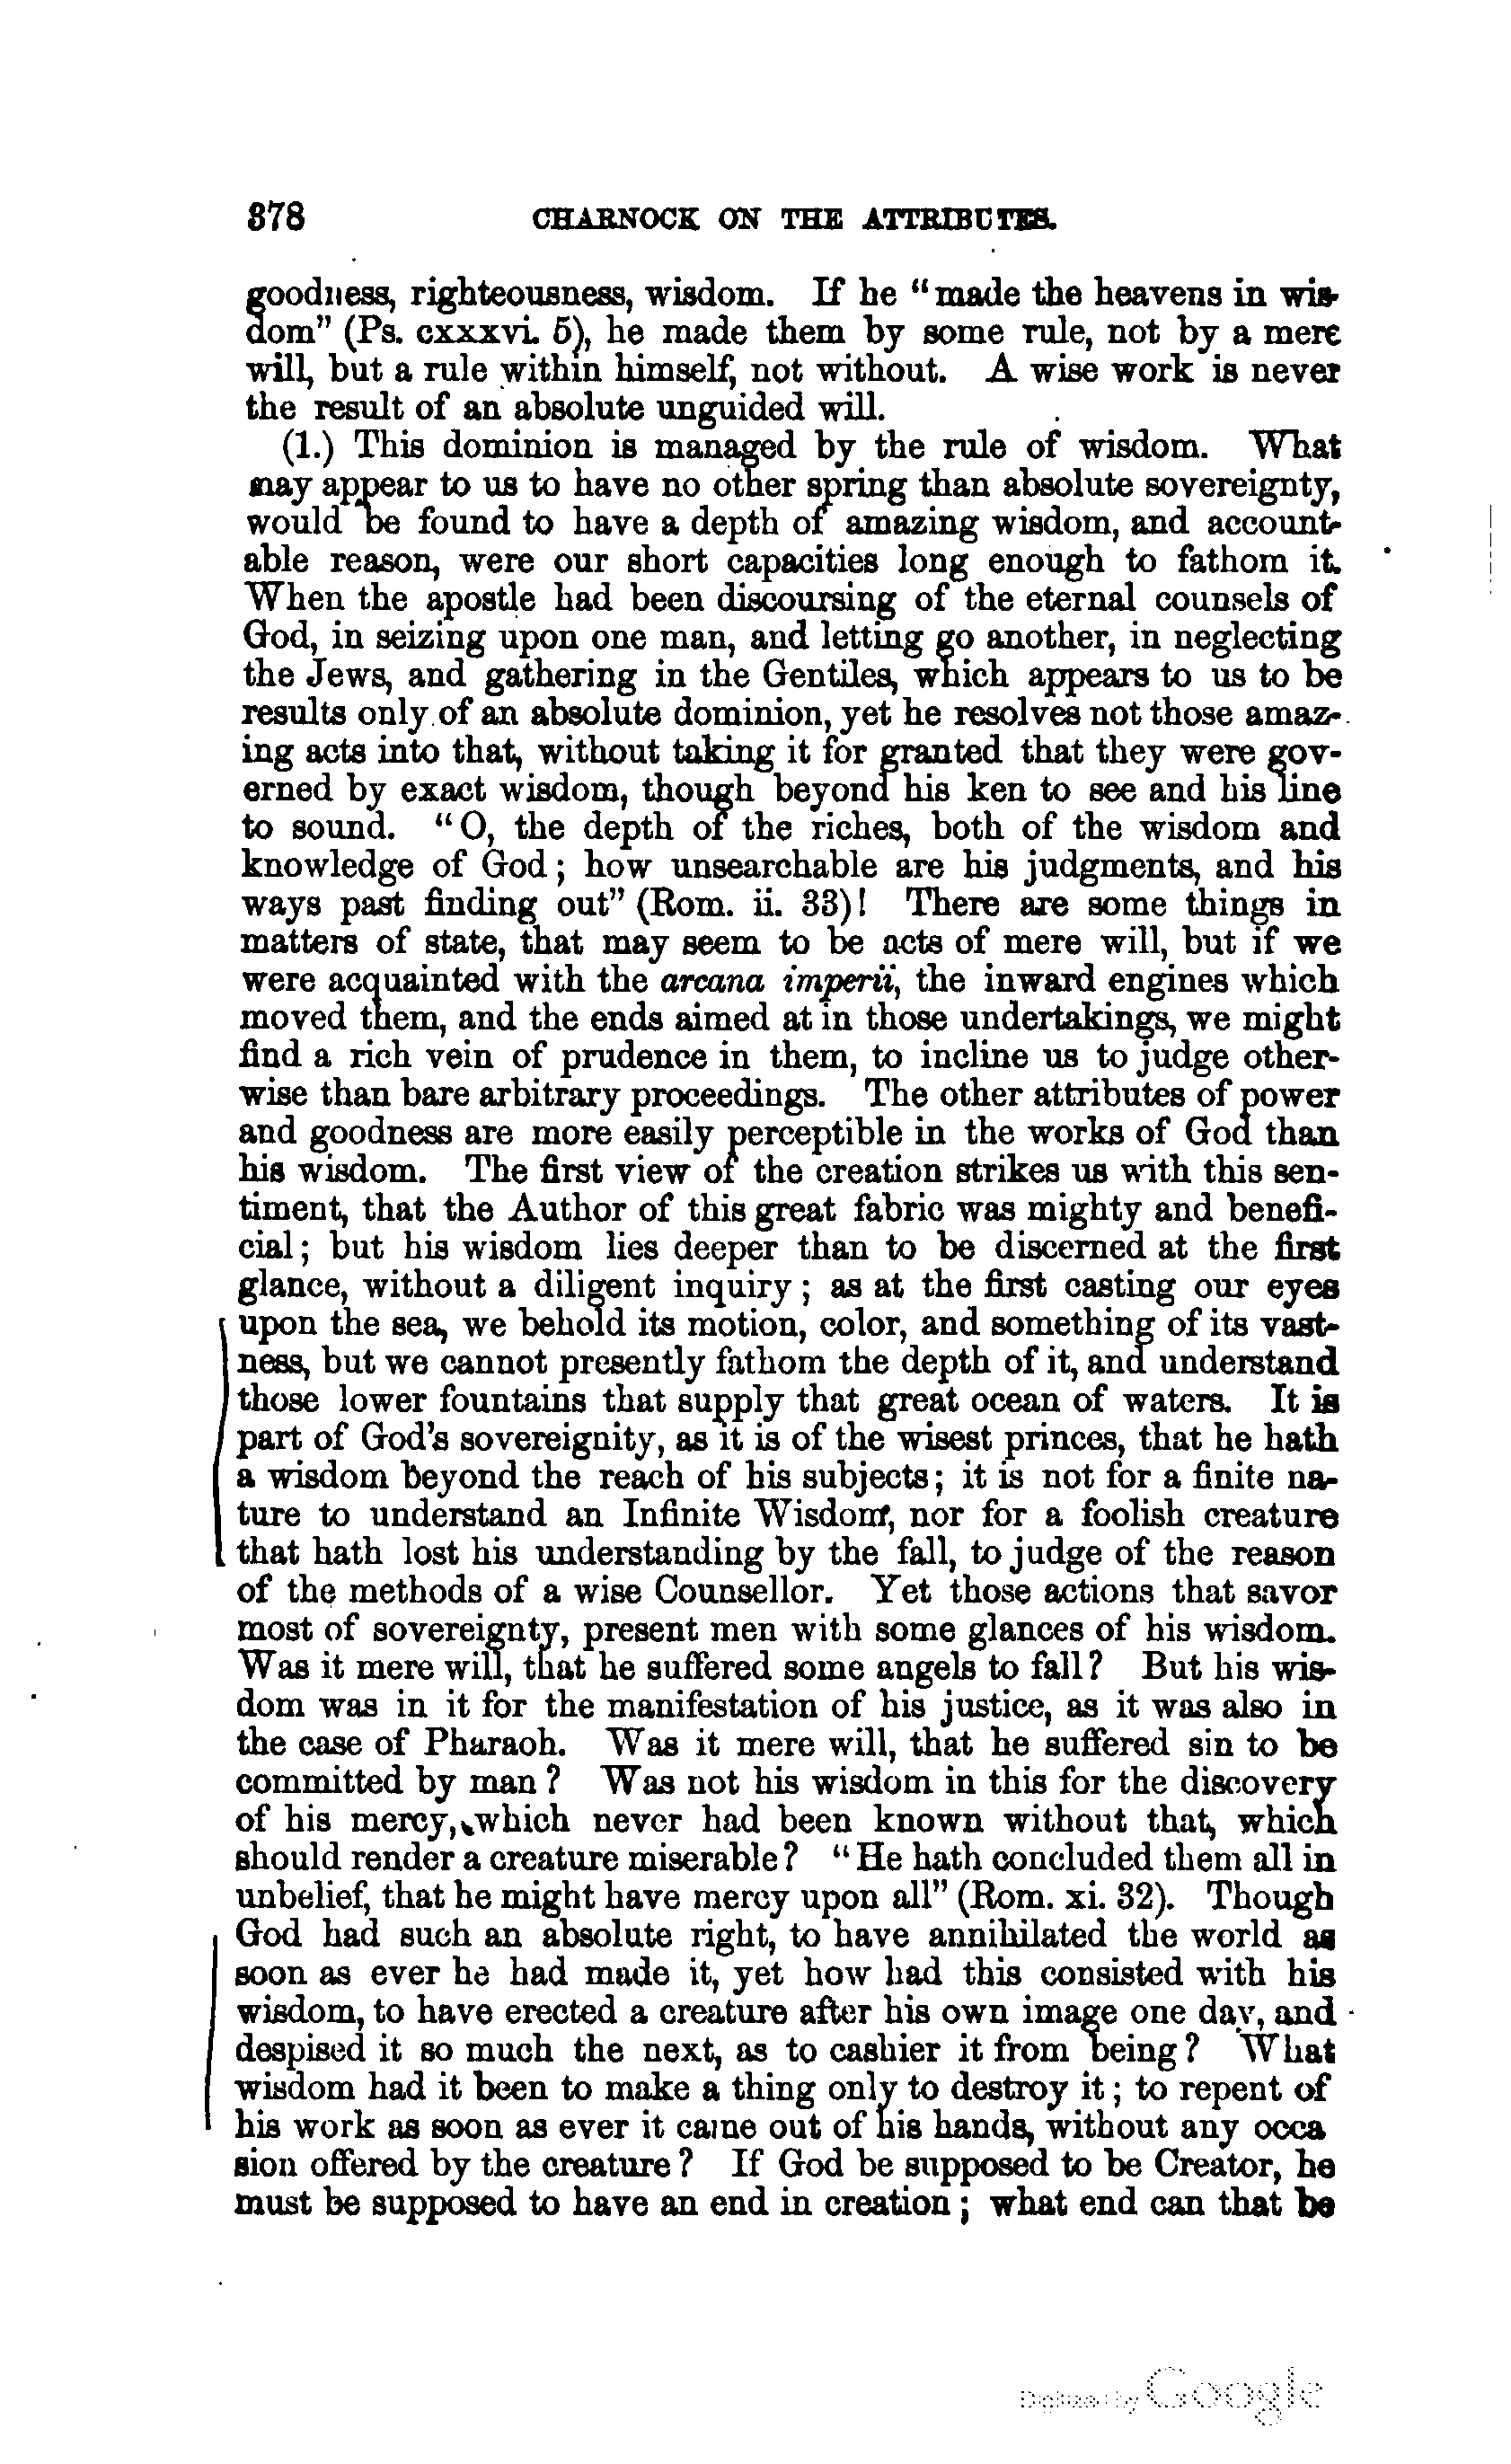 378 CHARNOCK ON THE ATTRIBUTES.
goodness, righteousness, wisdom. If he "made the heavens in wis-
dom" (Ps. cxxxvi. 5), he made them by some rule, not by a mere
will, but a rule within himself, not without. A wise work is never
the result of an absolute unguided will.
(1.) This dominion is managed by the rule of wisdom. What
may appear to us to have no other spring than absolute sovereignty,
would be found to have a depth of amazing wisdom, and account-
able reason, were our short capacities long enough to fathom it.
When the apostle had been discoursing of the eternal counsels of
God, in seizing upon one man, and letting go another, in neglecting
the Jews, and gathering in the Gentiles, which appears to us to be
results only of an absolute dominion, yet he resolves not those amaz-
ing acts into that, without taking it for granted that they were gov-
erned by exact wisdom, though beyond his ken to see and his line
to sound. "O, the depth of the riches, both of the wisdom and
knowledge of God; how unsearchable are his judgments, and his
ways past finding out" (Rom. ii. 33)! There are some things in
matters of state, that may seem to be acts of mere will, but if we
were acquainted with the arcana imperii, the inward engines which
moved them, and the ends aimed at in those undertakings, we might
find a rich vein of prudence in them, to incline us to judge other-
wise than bare arbitrary proceedings. The other attributes of power
and goodness are more easily perceptible in the works of God than
his wisdom. The first view of the creation strikes us with this sen-
timent, that the Author of this great fabric was mighty and benefi-
cial; but his wisdom lies deeper than to be discerned at the first
glance, without a diligent inquiry; as at the first casting our eyes
upon the sea, we behold its motion, color, and something of its vast-
ness, but we cannot presently fathom the depth of it, and understand
those lower fountains that supply that great ocean of waters. It is
part of God's sovereignity, as it is of the wisest princes, that he hath
a wisdom beyond the reach of his subjects; it is not for a finite na-
ture to understand an Infinite Wisdom, nor for a foolish creature
that hath lost his understanding by the fall, to judge of the reason
of the methods of a wise Counsellor. Yet those actions that savor
most of sovereignty, present men with some glances of his wisdom.
Was it mere will, that he suffered some angels to fall? But his wis-
dom was in it for the manifestation of his justice, as it was also in
the case of Pharaoh. Was it mere will, that he suffered sin to be
committed by man? Was not his wisdom in this for the discovery
of his mercy, which never had been known without that, which
should render a creature miserable? "He hath concluded them all in
unbelief, that he might have mercy upon all" (Rom. xi. 32). Though
God had such an absolute right, to have annihilated the world as
soon as ever he had made it, yet how had this consisted with his
wisdom, to have erected a creature after his own image one day, and
despised it so much the next, as to cashier it from being? What
wisdom had it been to make a thing only to destroy it; to repent of
his work as soon as ever it came out of his hands, without any occa
sion offered by the creature? If God be supposed to be Creator, he
must be supposed to have an end in creation; what end can that be
Digitized by Google